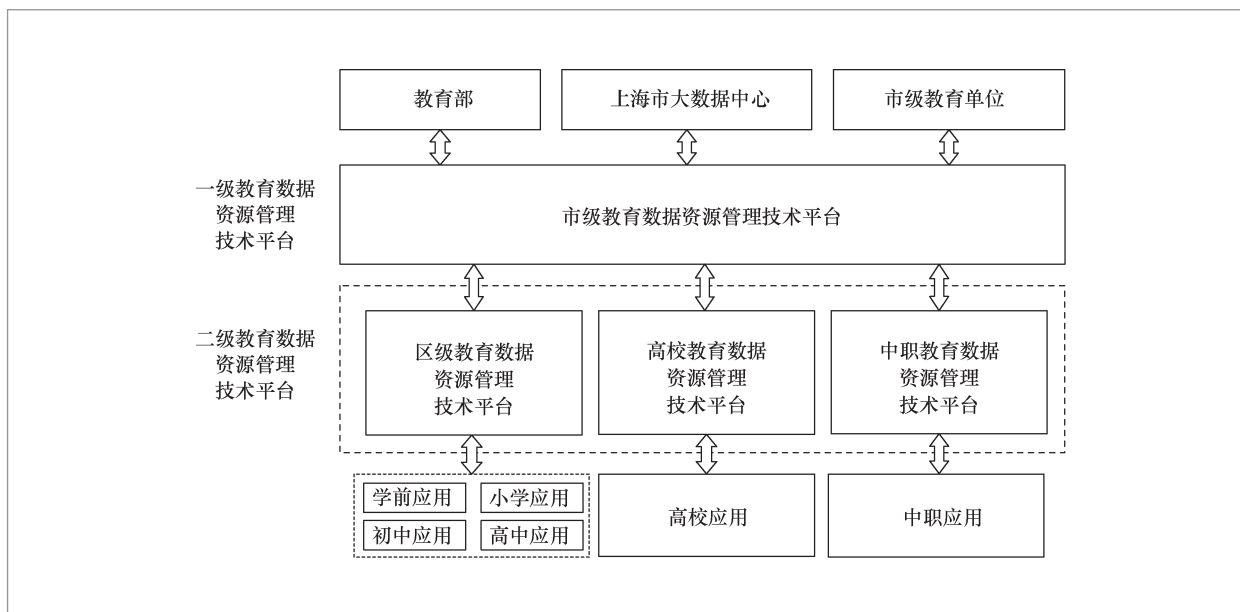 教育部
上海市大数据中心
市级教育单位
一级教育数据
资源管理
技术平台
市级教育数据资源管理技术平台
二级教育数据
资源管理
技术平台
区级教育数据
资源管理
技术平台
高校教育数据
资源管理
技术平台
中职教育数据
资源管理
技术平台
学前应用
小学应用
初中应用
高中应用
高校应用
中职应用